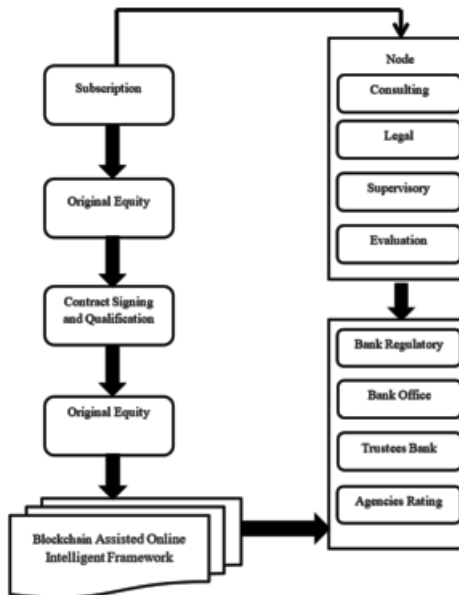 Subscription
Original Equity
Contract Signing
and Qualification
Original Equity
Blockchain Assisted Online
Intelligent Framework
Node
Consulting
Legal
Supervisory
Evaluation
Bank Regulatory
Bank Office
Trustees Bank
Agencies Rating